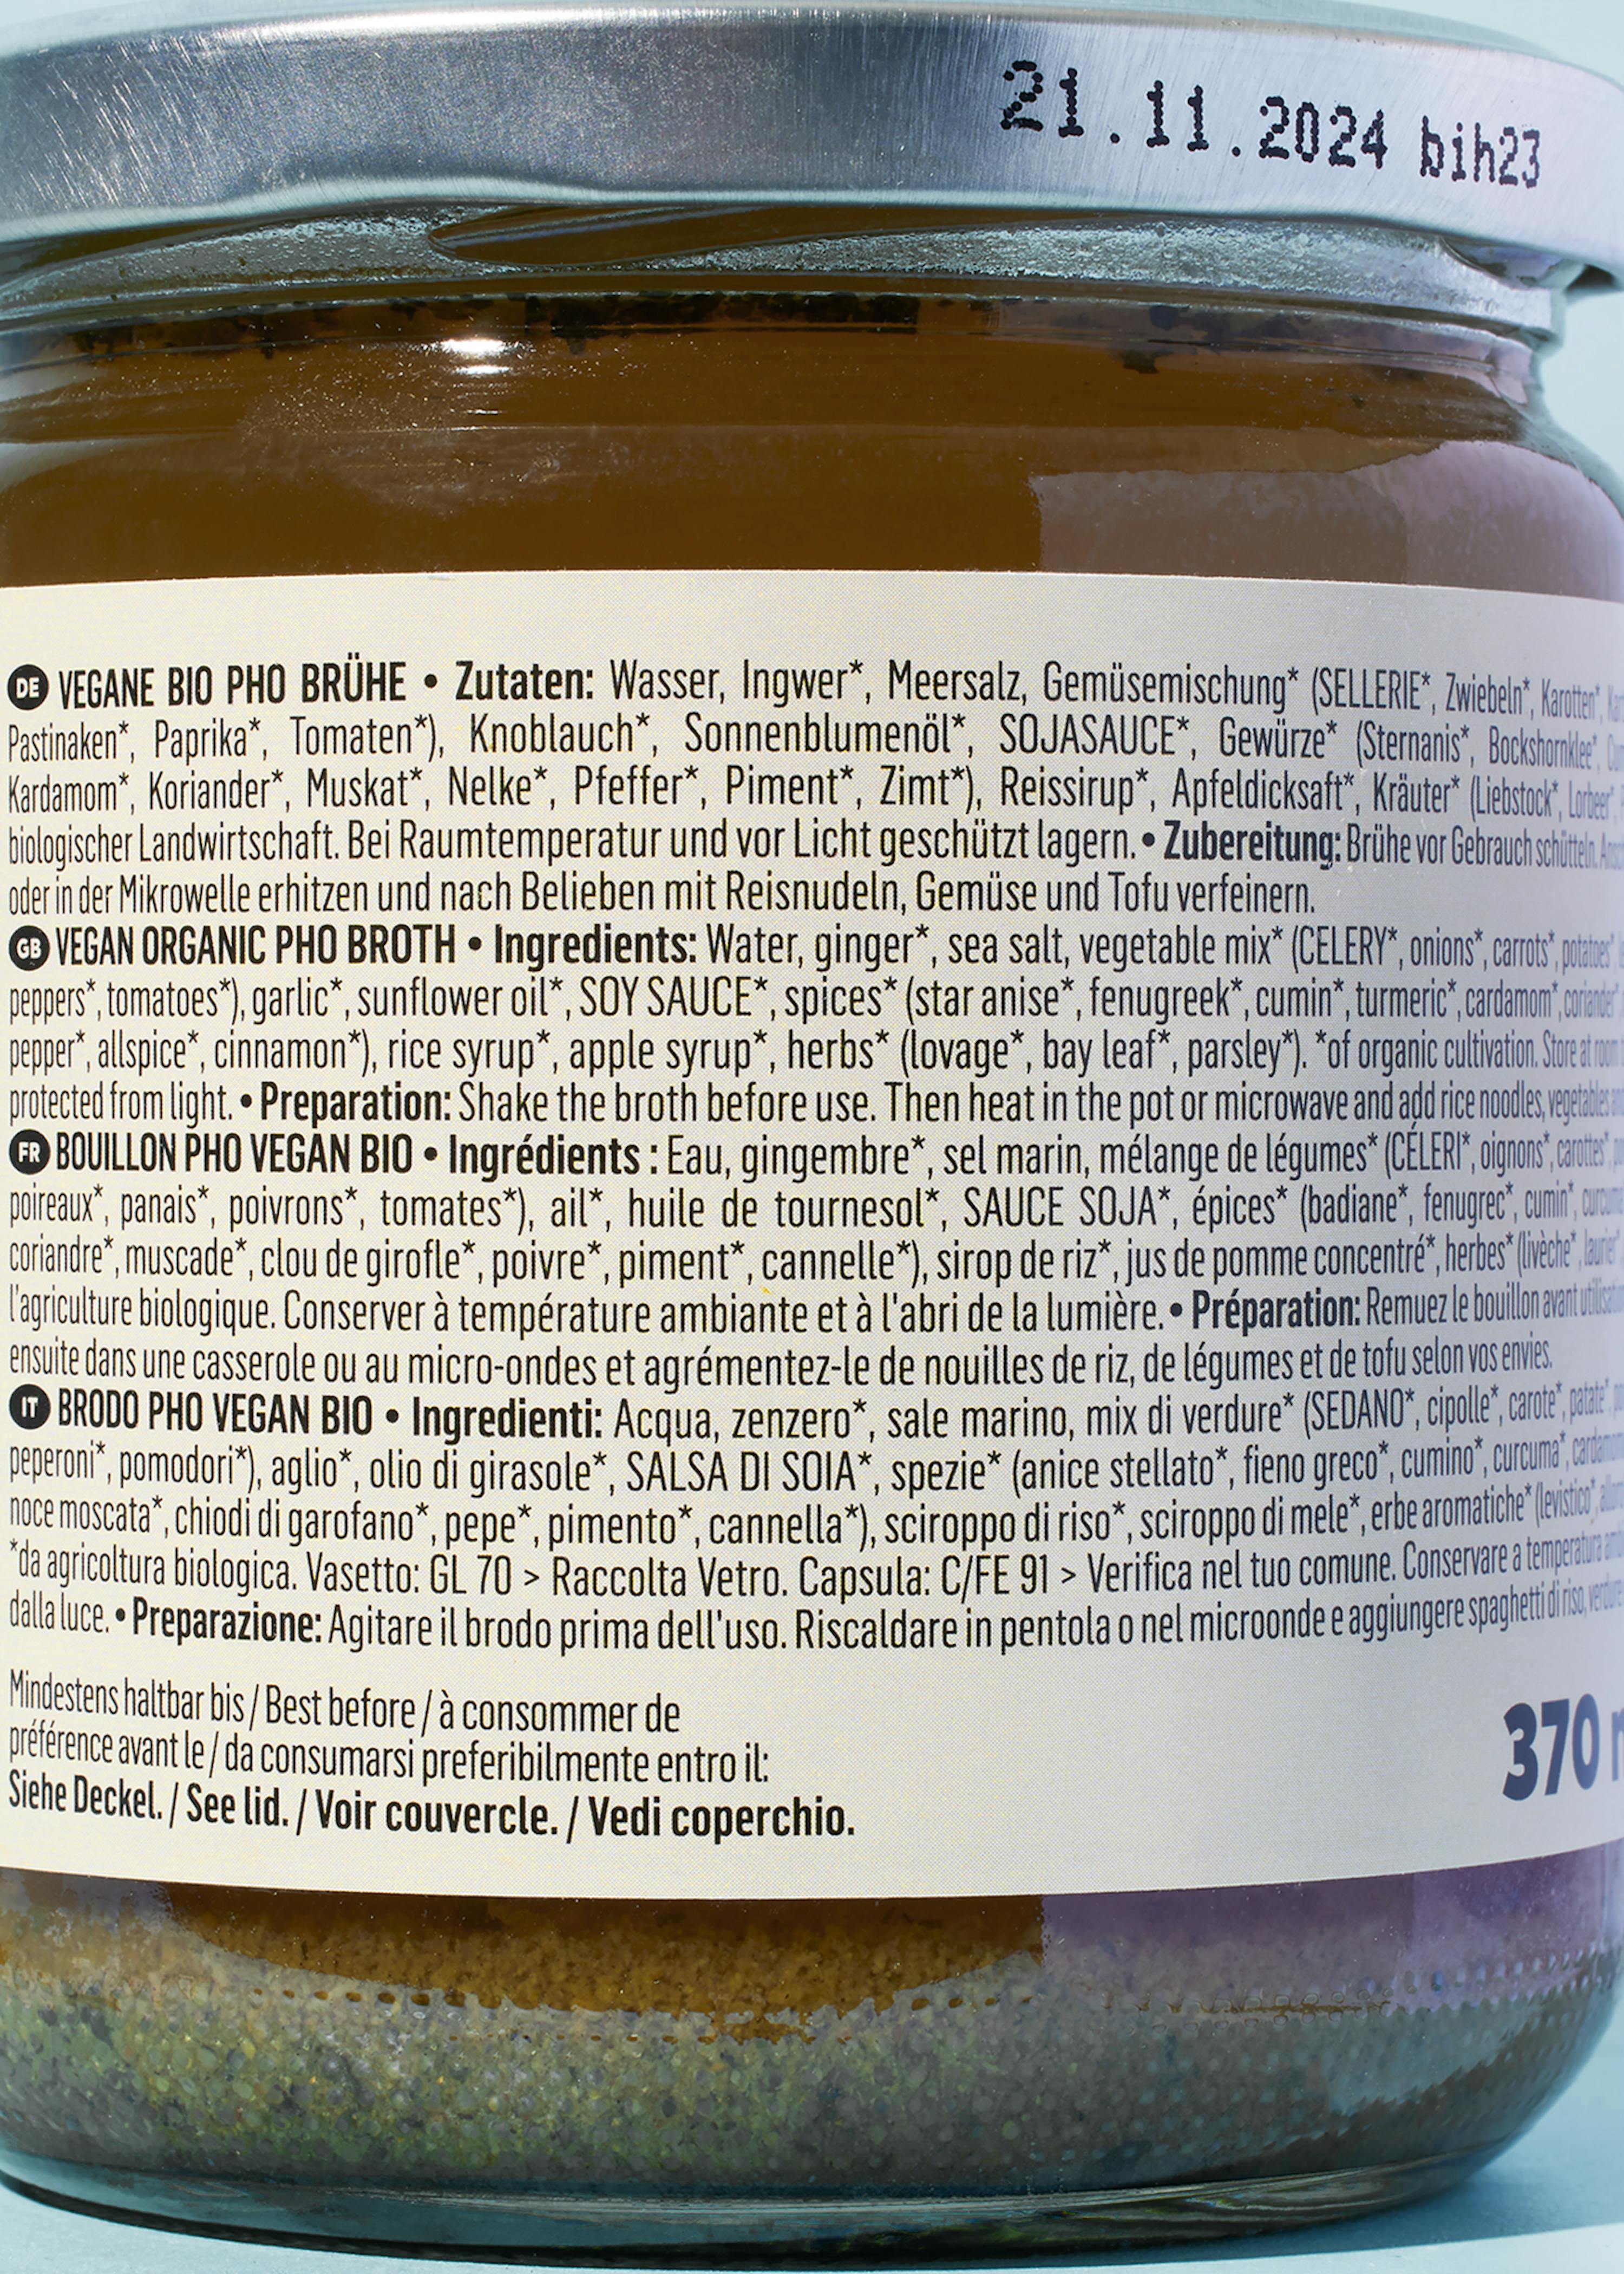 21.11.2024 bih23
DE VEGANE BIO PHO BRÜHE • Zutaten: Wasser, Ingwer*, Meersalz, Gemüsemischung* (SELLERIE*, Zwiebeln*, Karotten*,
Pastinaken*, Paprika*, Tomaten*), Knoblauch*, Sonnenblumenöl*, SOJASAUCE*, Gewürze* (Sternanis*, Bockshornklee*,
Kardamom*, Koriander*, Muskat*, Nelke*, Pfeffer*, Piment*, Zimt*), Reissirup*, Apfeldicksaft*, Kräuter* (Liebstock*, Lorbeer*,
biologischer Landwirtschaft. Bei Raumtemperatur und vor Licht geschützt lagern. • Zubereitung: Brühe vor Gebrauch schütteln.
oder in der Mikrowelle erhitzen und nach Belieben mit Reisnudeln, Gemüse und Tofu verfeinern.
GB VEGAN ORGANIC PHO BROTH • Ingredients: Water, ginger*, sea salt, vegetable mix* (CELERY*, onions*, carrots*, potatoes*,
peppers*, tomatoes*), garlic*, sunflower oil*, SOY SAUCE*, spices* (star anise*, fenugreek*, cumin*, turmeric*, cardamom*, coriander*,
pepper*, allspice*, cinnamon*), rice syrup*, apple syrup*, herbs* (lovage*, bay leaf*, parsley*). *of organic cultivation. Store at room
protected from light. • Preparation: Shake the broth before use. Then heat in the pot or microwave and add rice noodles, vegetables
FR BOUILLON PHO VEGAN BIO • Ingrédients : Eau, gingembre*, sel marin, mélange de légumes* (CÉLERI*, oignons*, carottes*,
poireaux*, panais*, poivrons*, tomates*), ail*, huile de tournesol*, SAUCE SOJA*, épices* (badiane*, fenugrec*, cumin*,
coriandre*, muscade*, clou de girofle*, poivre*, piment*, cannelle*), sirop de riz*, jus de pomme concentré*, herbes* (livèche*, laurier*,
l'agriculture biologique. Conserver à température ambiante et à l'abri de la lumière. • Préparation: Remuez le bouillon avant
ensuite dans une casserole ou au micro-ondes et agrémentez-le de nouilles de riz, de légumes et de tofu selon vos envies.
IT BRODO PHO VEGAN BIO • Ingredienti: Acqua, zenzero*, sale marino, mix di verdure* (SEDANO*, cipolle*, carote*, patate*,
peperoni*, pomodori*), aglio*, olio di girasole*, SALSA DI SOIA*, spezie* (anice stellato*, fieno greco*, cumino*, curcuma*,
noce moscata*, chiodi di garofano*, pepe*, pimento*, cannella*), sciroppo di riso*, sciroppo di mele*, erbe aromatiche* (levistico*,
*da agricoltura biologica. Vasetto: GL 70 > Raccolta Vetro. Capsula: C/FE 91 > Verifica nel tuo comune. Conservare a temperatura
dalla luce. • Preparazione: Agitare il brodo prima dell'uso. Riscaldare in pentola o nel microonde e aggiungere spaghetti di riso,
Mindestens haltbar bis / Best before / à consommer de
préférence avant le / da consumarsi preferibilmente entro il:
Siehe Deckel. / See lid. / Voir couvercle. / Vedi coperchio.
370